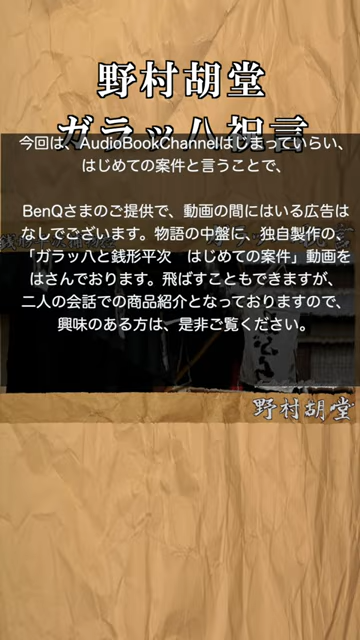 野村胡堂
ガラッ八祝言
今回は、AudioBookChannelはじまっていらい、
はじめての案件と言うことで、
BenQさまのご提供で、動画の間にはいる広告は
なしでございます。物語の中盤に、独自製作の、
「ガラッ八と銭形平次　はじめての案件」動画を
はさんでおります。飛ばすこともできますが、
二人の会話での商品紹介となっておりますので、
興味のある方は、是非ご覧ください。
野村胡堂